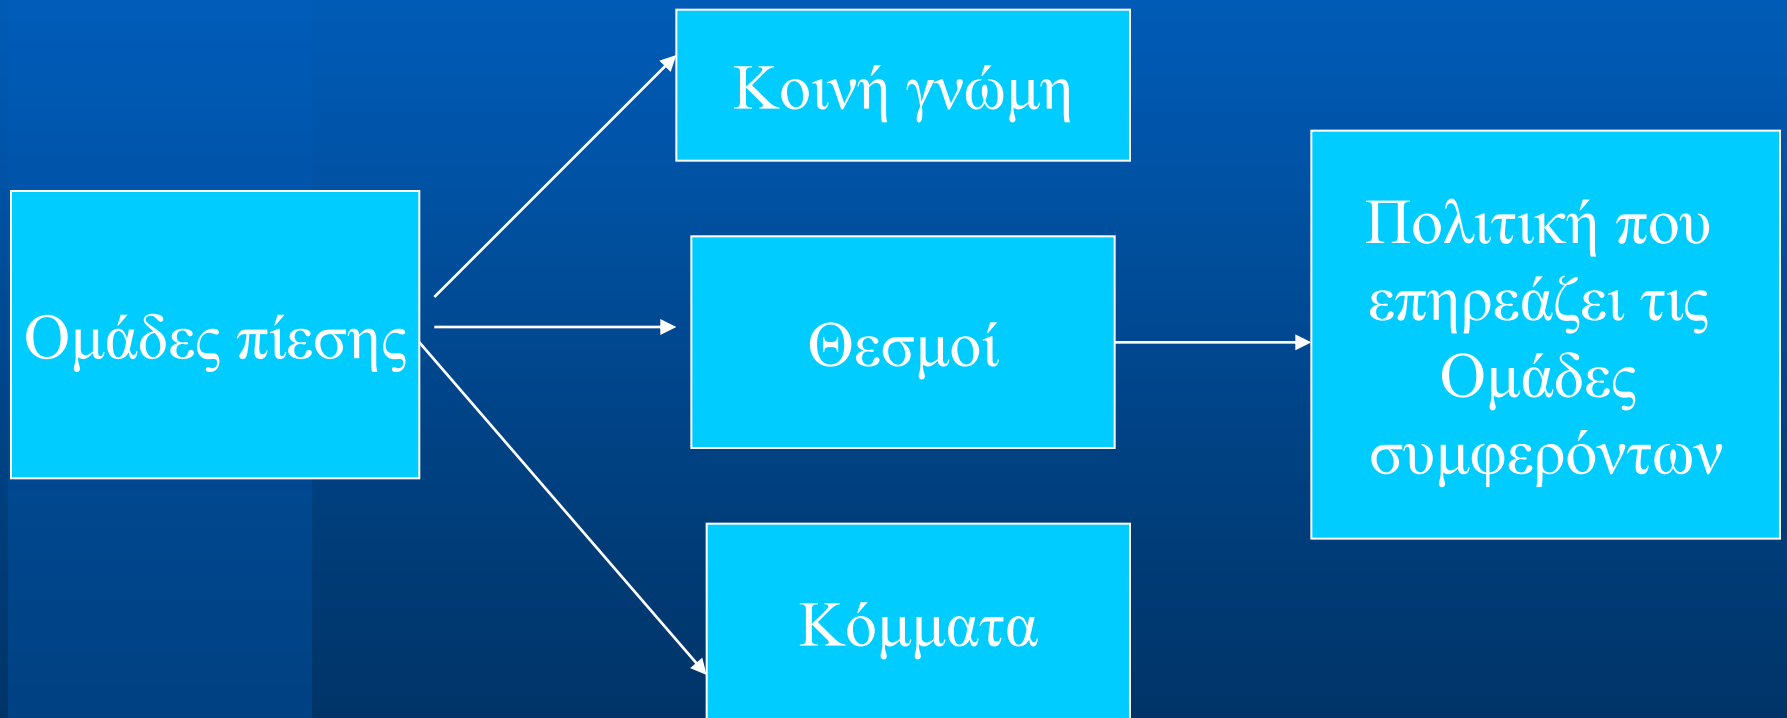 Κοινή γνώμη
Ομάδες πίεσης
Θεσμοί
Πολιτική που
επηρεάζει τις
Ομάδες
συμφερόντων
Κόμματα